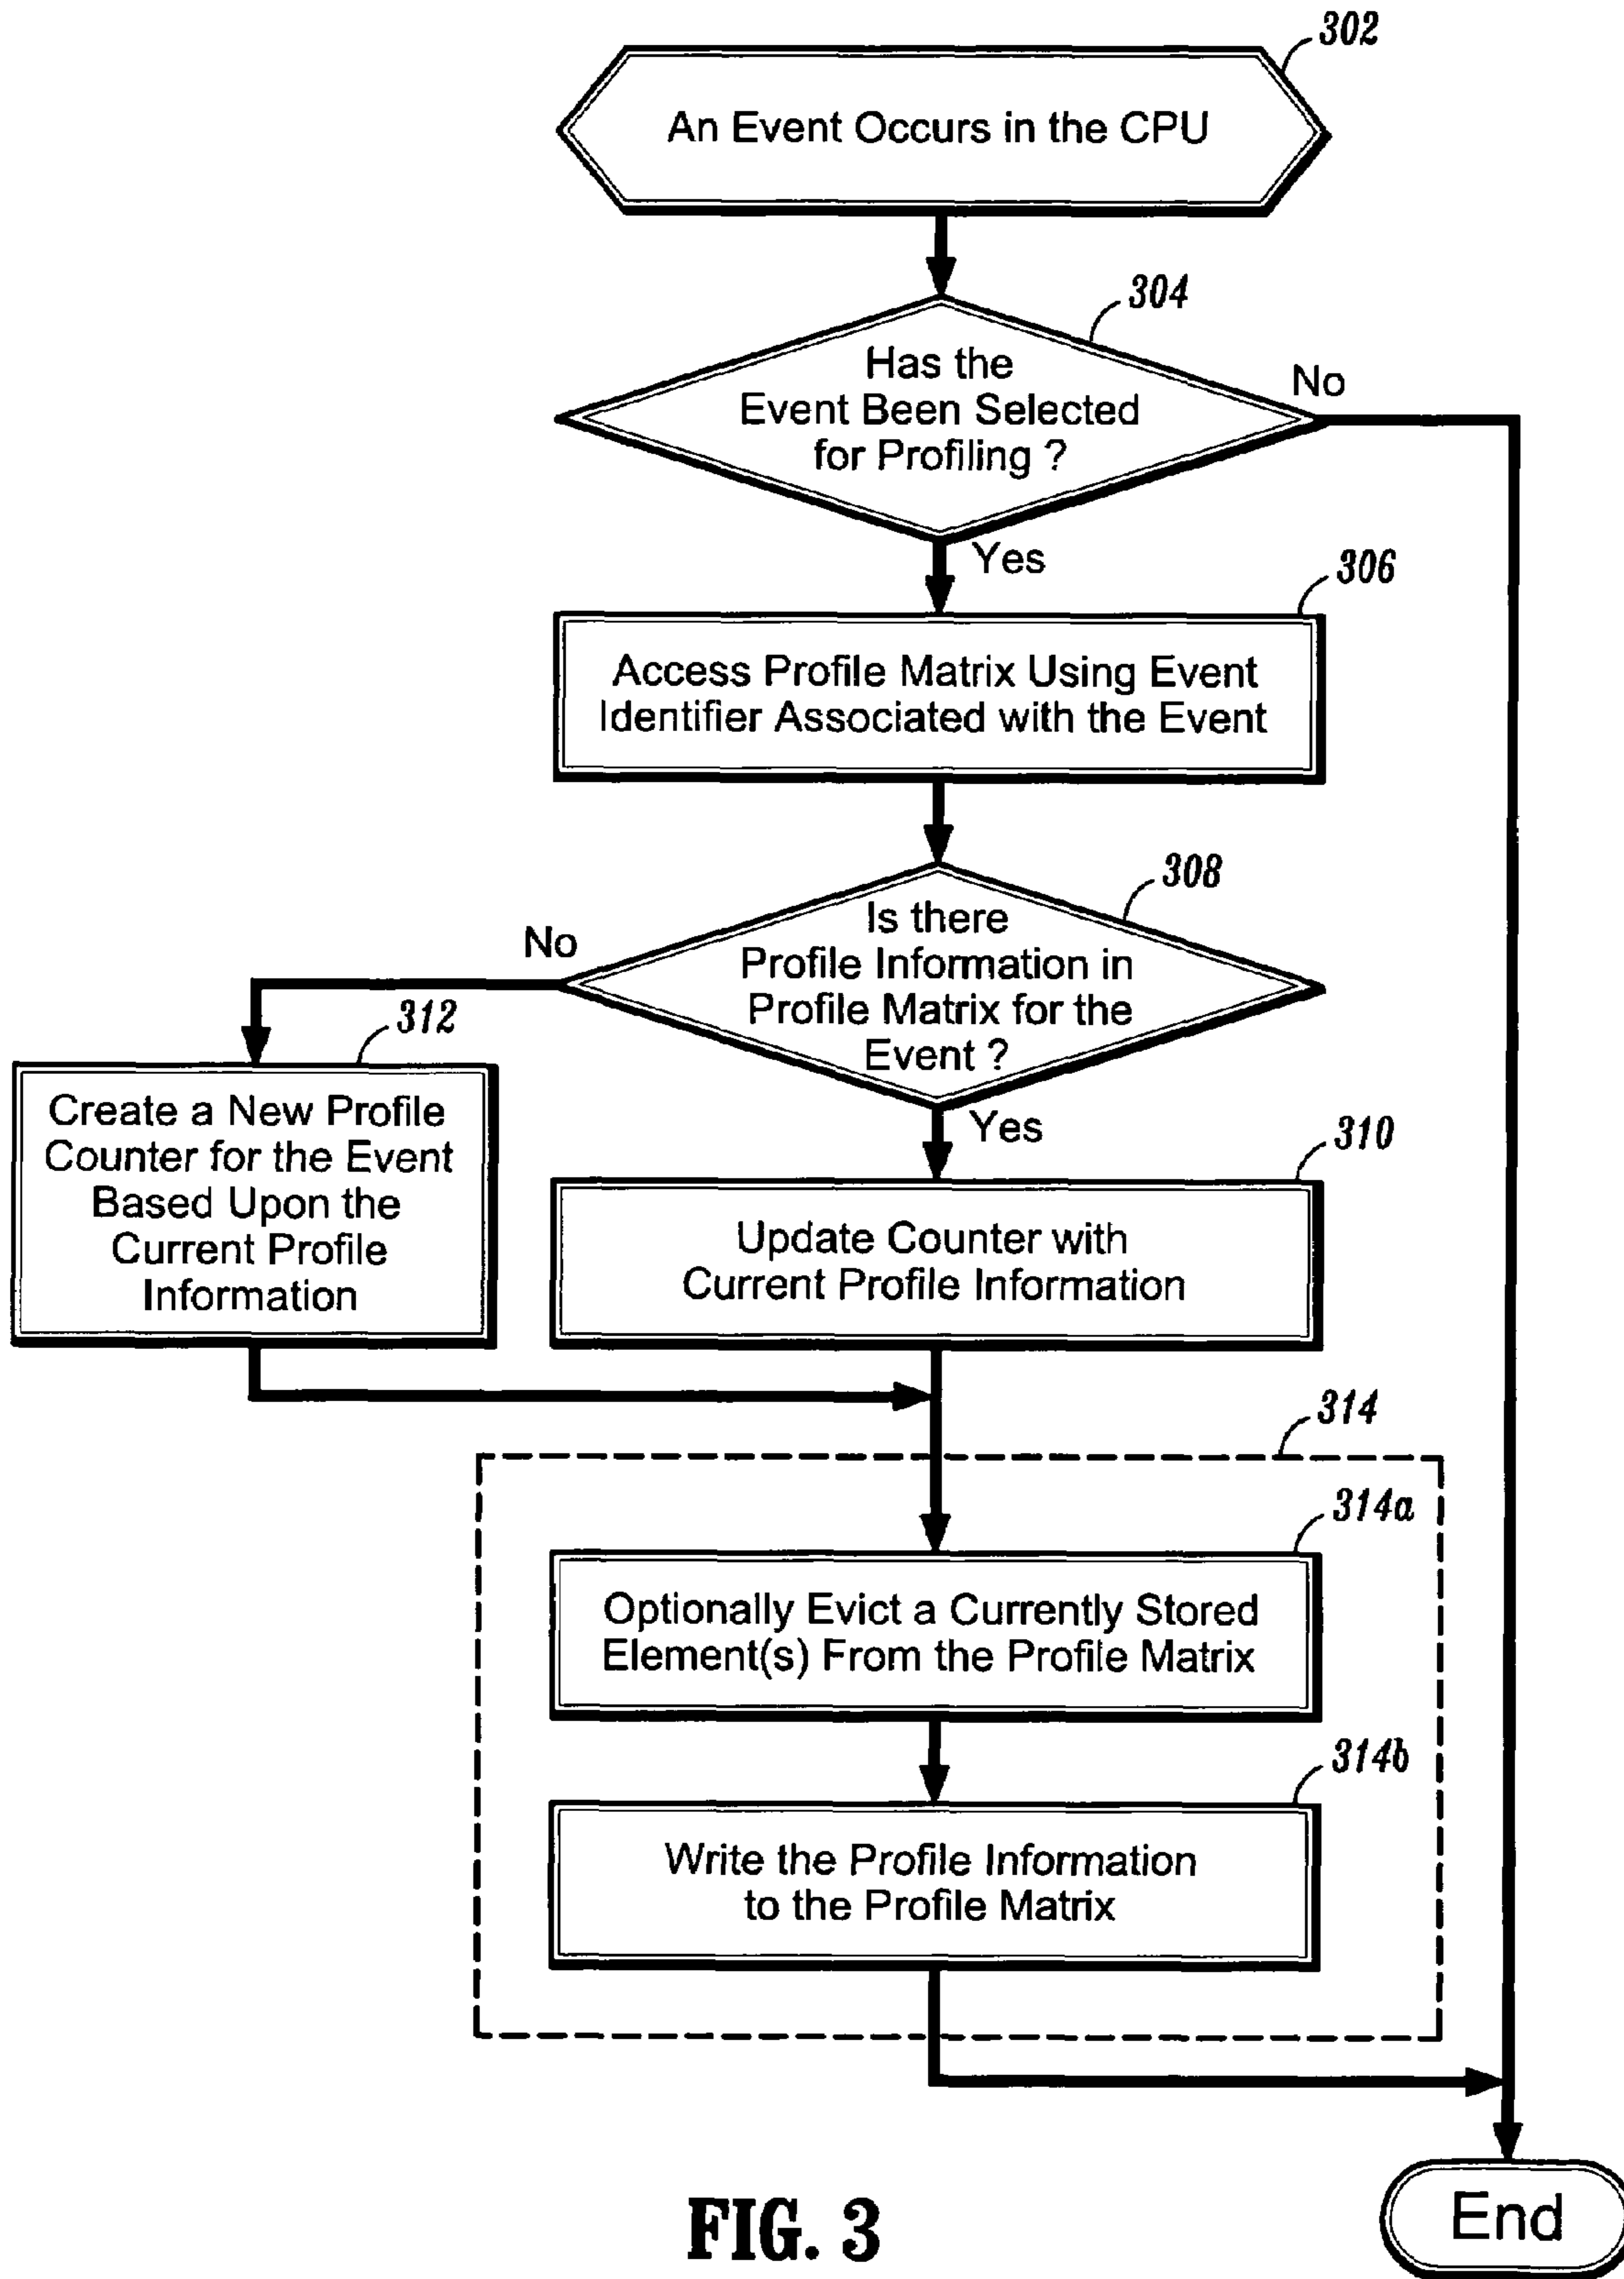 302
An Event Occurs in the CPU
304
Has the
Event Been Selected
for Profiling ?
No
Yes
306
Access Profile Matrix Using Event
Identifier Associated with the Event
308
Is there
Profile Information in
Profile Matrix for the
Event ?
No
Yes
312
Create a New Profile
Counter for the Event
Based Upon the
Current Profile
Information
310
Update Counter with
Current Profile Information
314
314a
Optionally Evict a Currently Stored
Element(s) From the Profile Matrix
314b
Write the Profile Information
to the Profile Matrix
End
FIG. 3